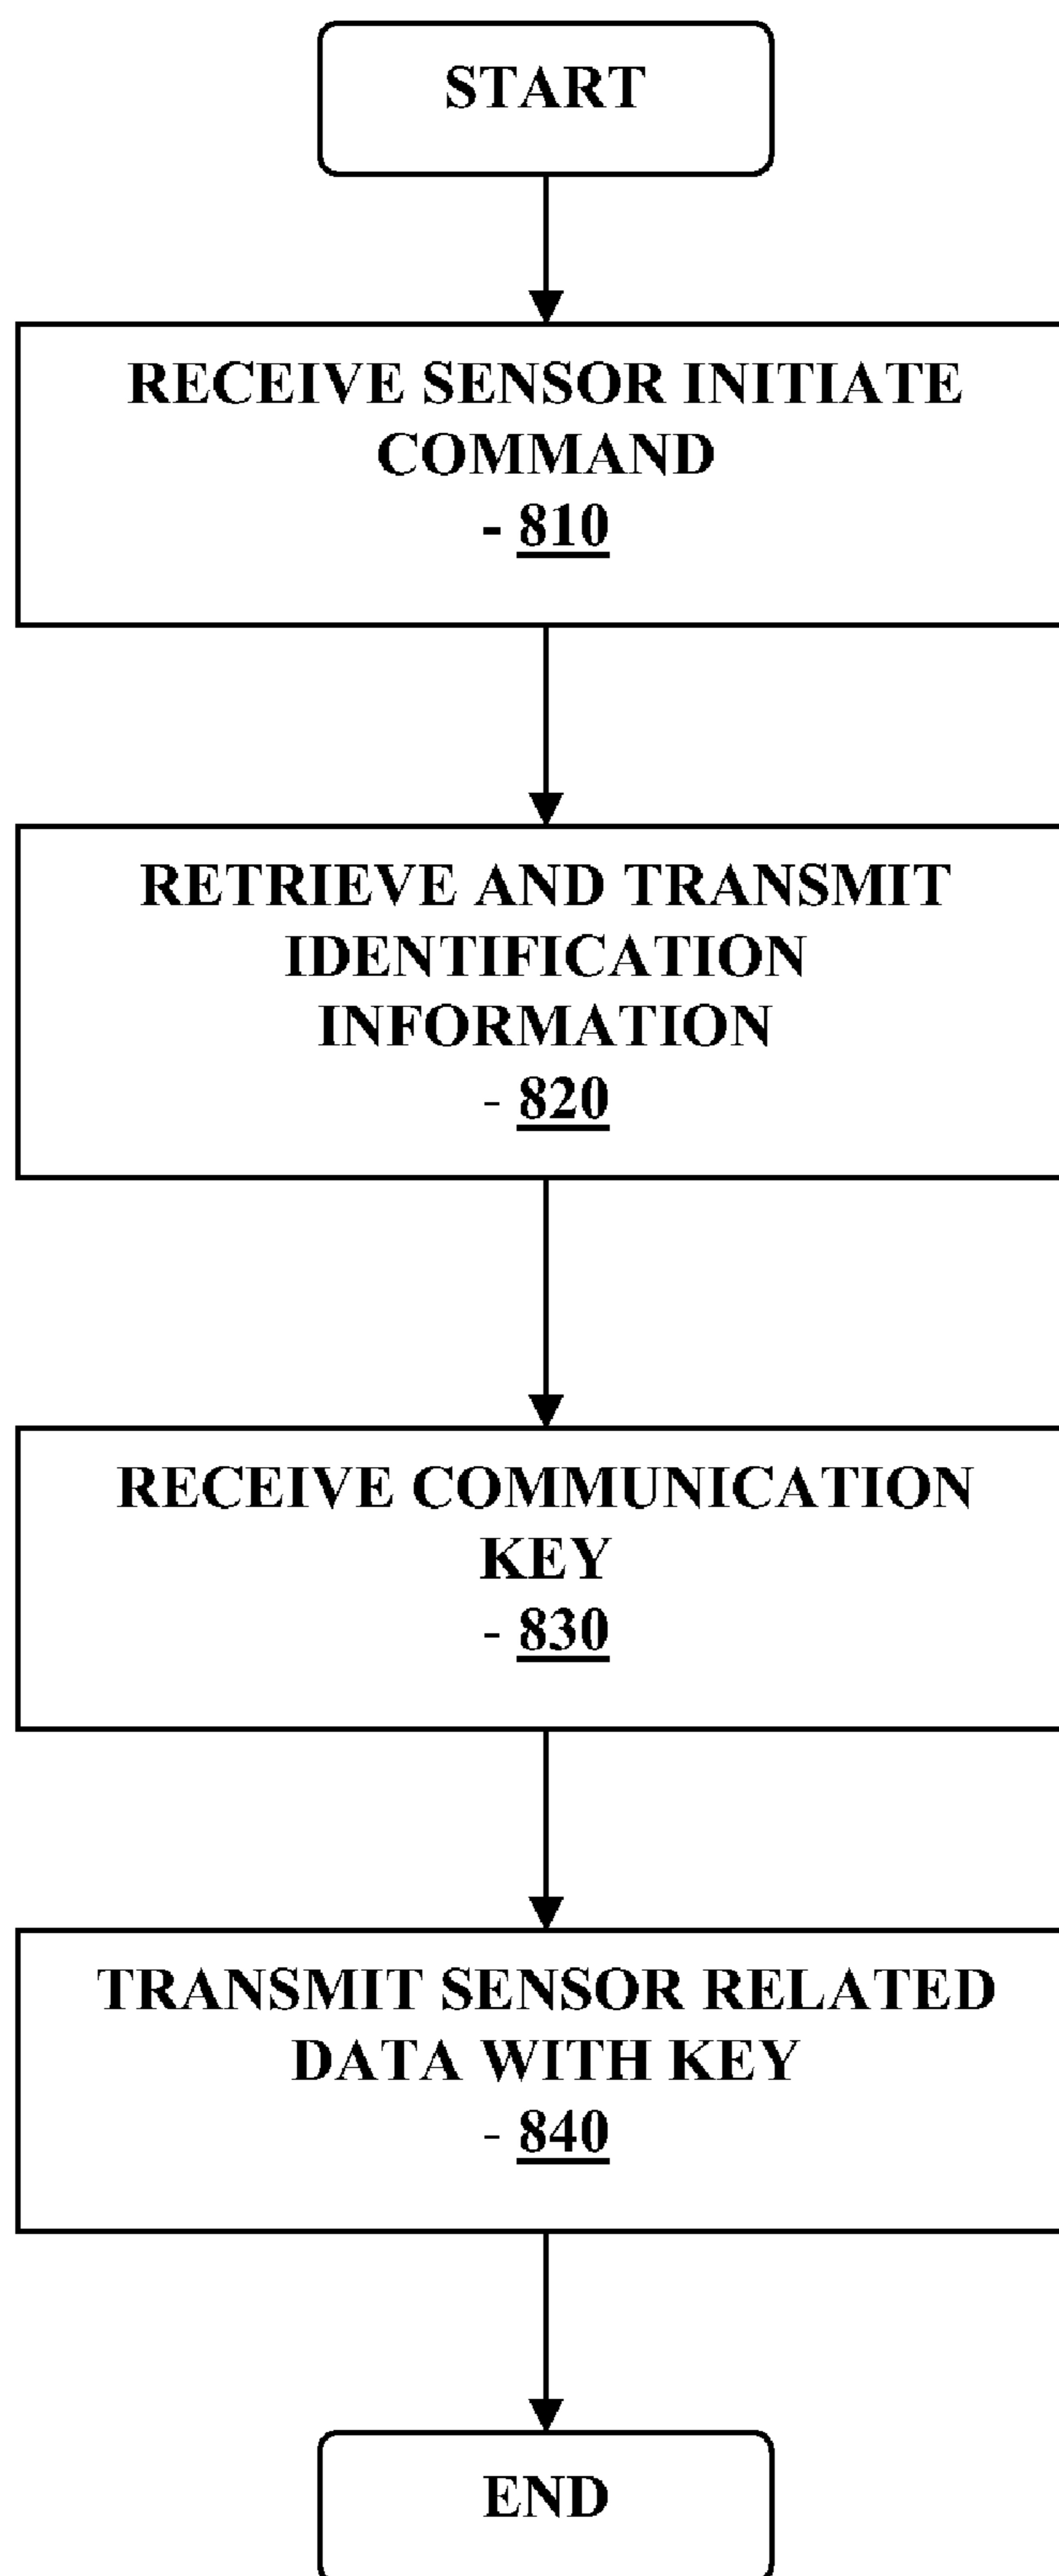 START
RECEIVE SENSOR INITIATE
COMMAND
- 810
RETRIEVE AND TRANSMIT
IDENTIFICATION
INFORMATION
- 820
RECEIVE COMMUNICATION
KEY
- 830
TRANSMIT SENSOR RELATED
DATA WITH KEY
- 840
END